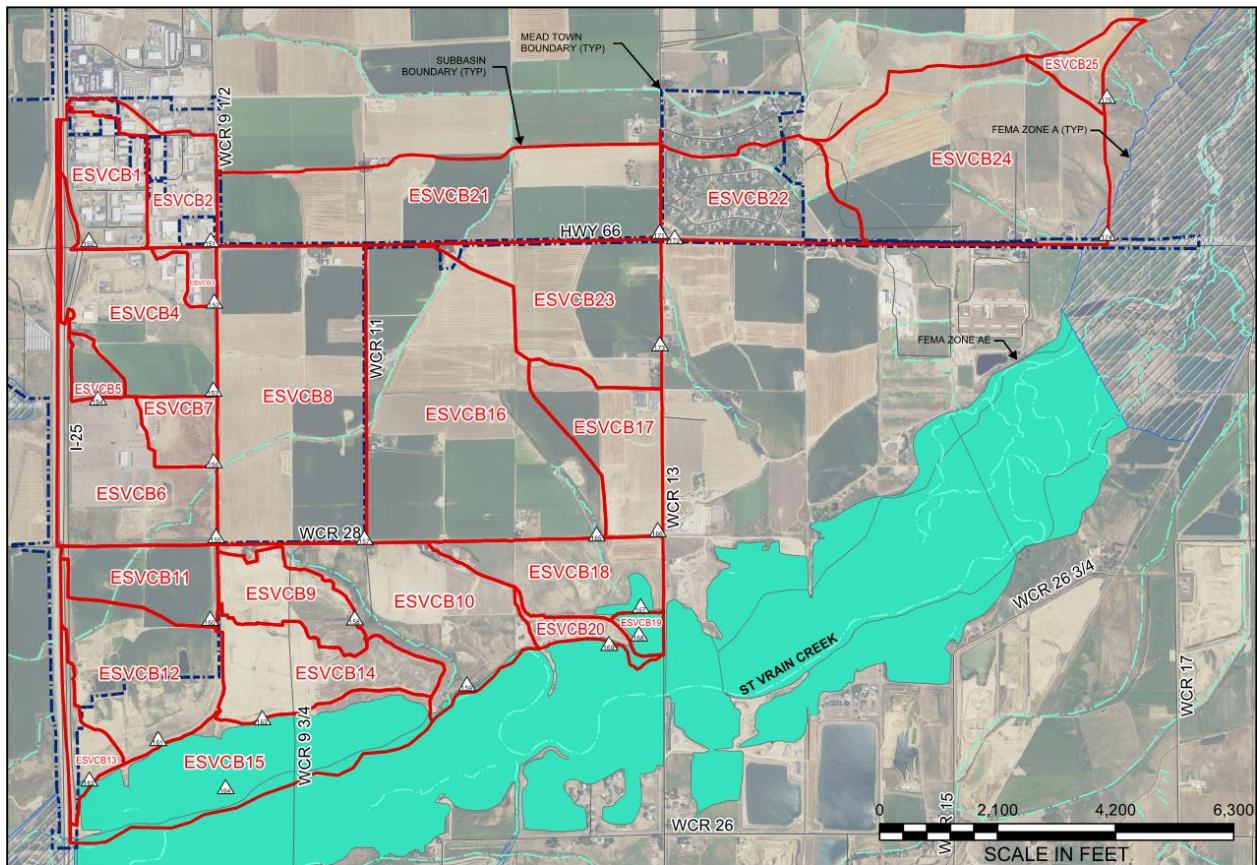 MEAD TOWN
BOUNDARY (TYP)
SUBBASIN
BOUNDARY (TYP)
ESVCB25
WCR 9 1/2
FEMA ZONE A (TYP)
ESVCB1
ESVCB2
ESVCB24
ESVCB21
ESVCB22
HWY 66
ESVCB3
ESVCB4
ESVCB23
WCR 11
FEMA ZONE AE
ESVCB5
ESVCB7
ESVCB8
ESVCB16
ESVCB17
I-25
ESVCB6
WCR 28
WCR 13
ESVCB11
ESVCB9
ESVCB10
ESVCB18
WCR 26 3/4
ESVCB19
ESVCB20
ESVCB12
ESVCB14
ST VRAIN CREEK
WCR 17
WCR 9 3/4
ESVCB13
ESVCB15
WCR 26
WCR 15
0 2,100 4,200 6,300
SCALE IN FEET